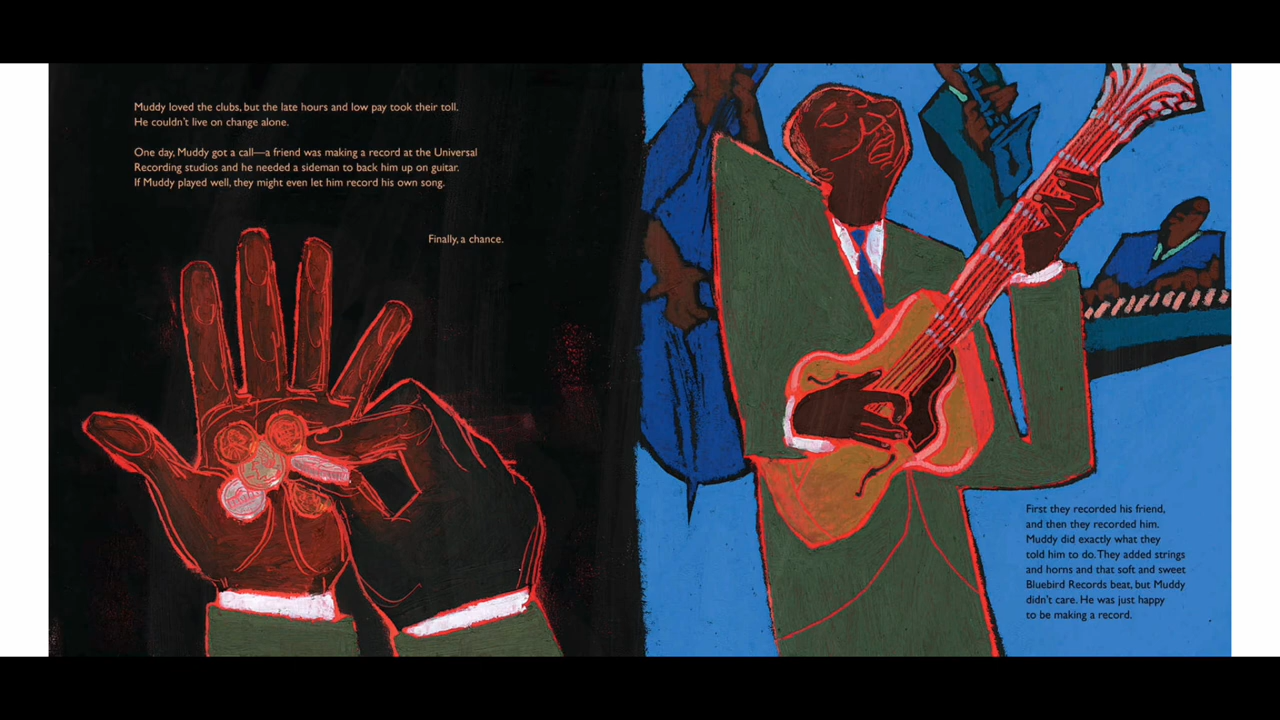 Muddy loved the clubs, but the late hours and low pay took their toll.
He couldn't live on change alone.
One day, Muddy got a call—a friend was making a record at the Universal
Recording studios and he needed a sideman to back him up on guitar.
If Muddy played well, they might even let him record his own song.
Finally, a chance.
First they recorded his friend,
and then they recorded him.
Muddy did exactly what they
told him to do. They added strings
and horns and that soft and sweet
Bluebird Records beat, but Muddy
didn't care. He was just happy
to be making a record.